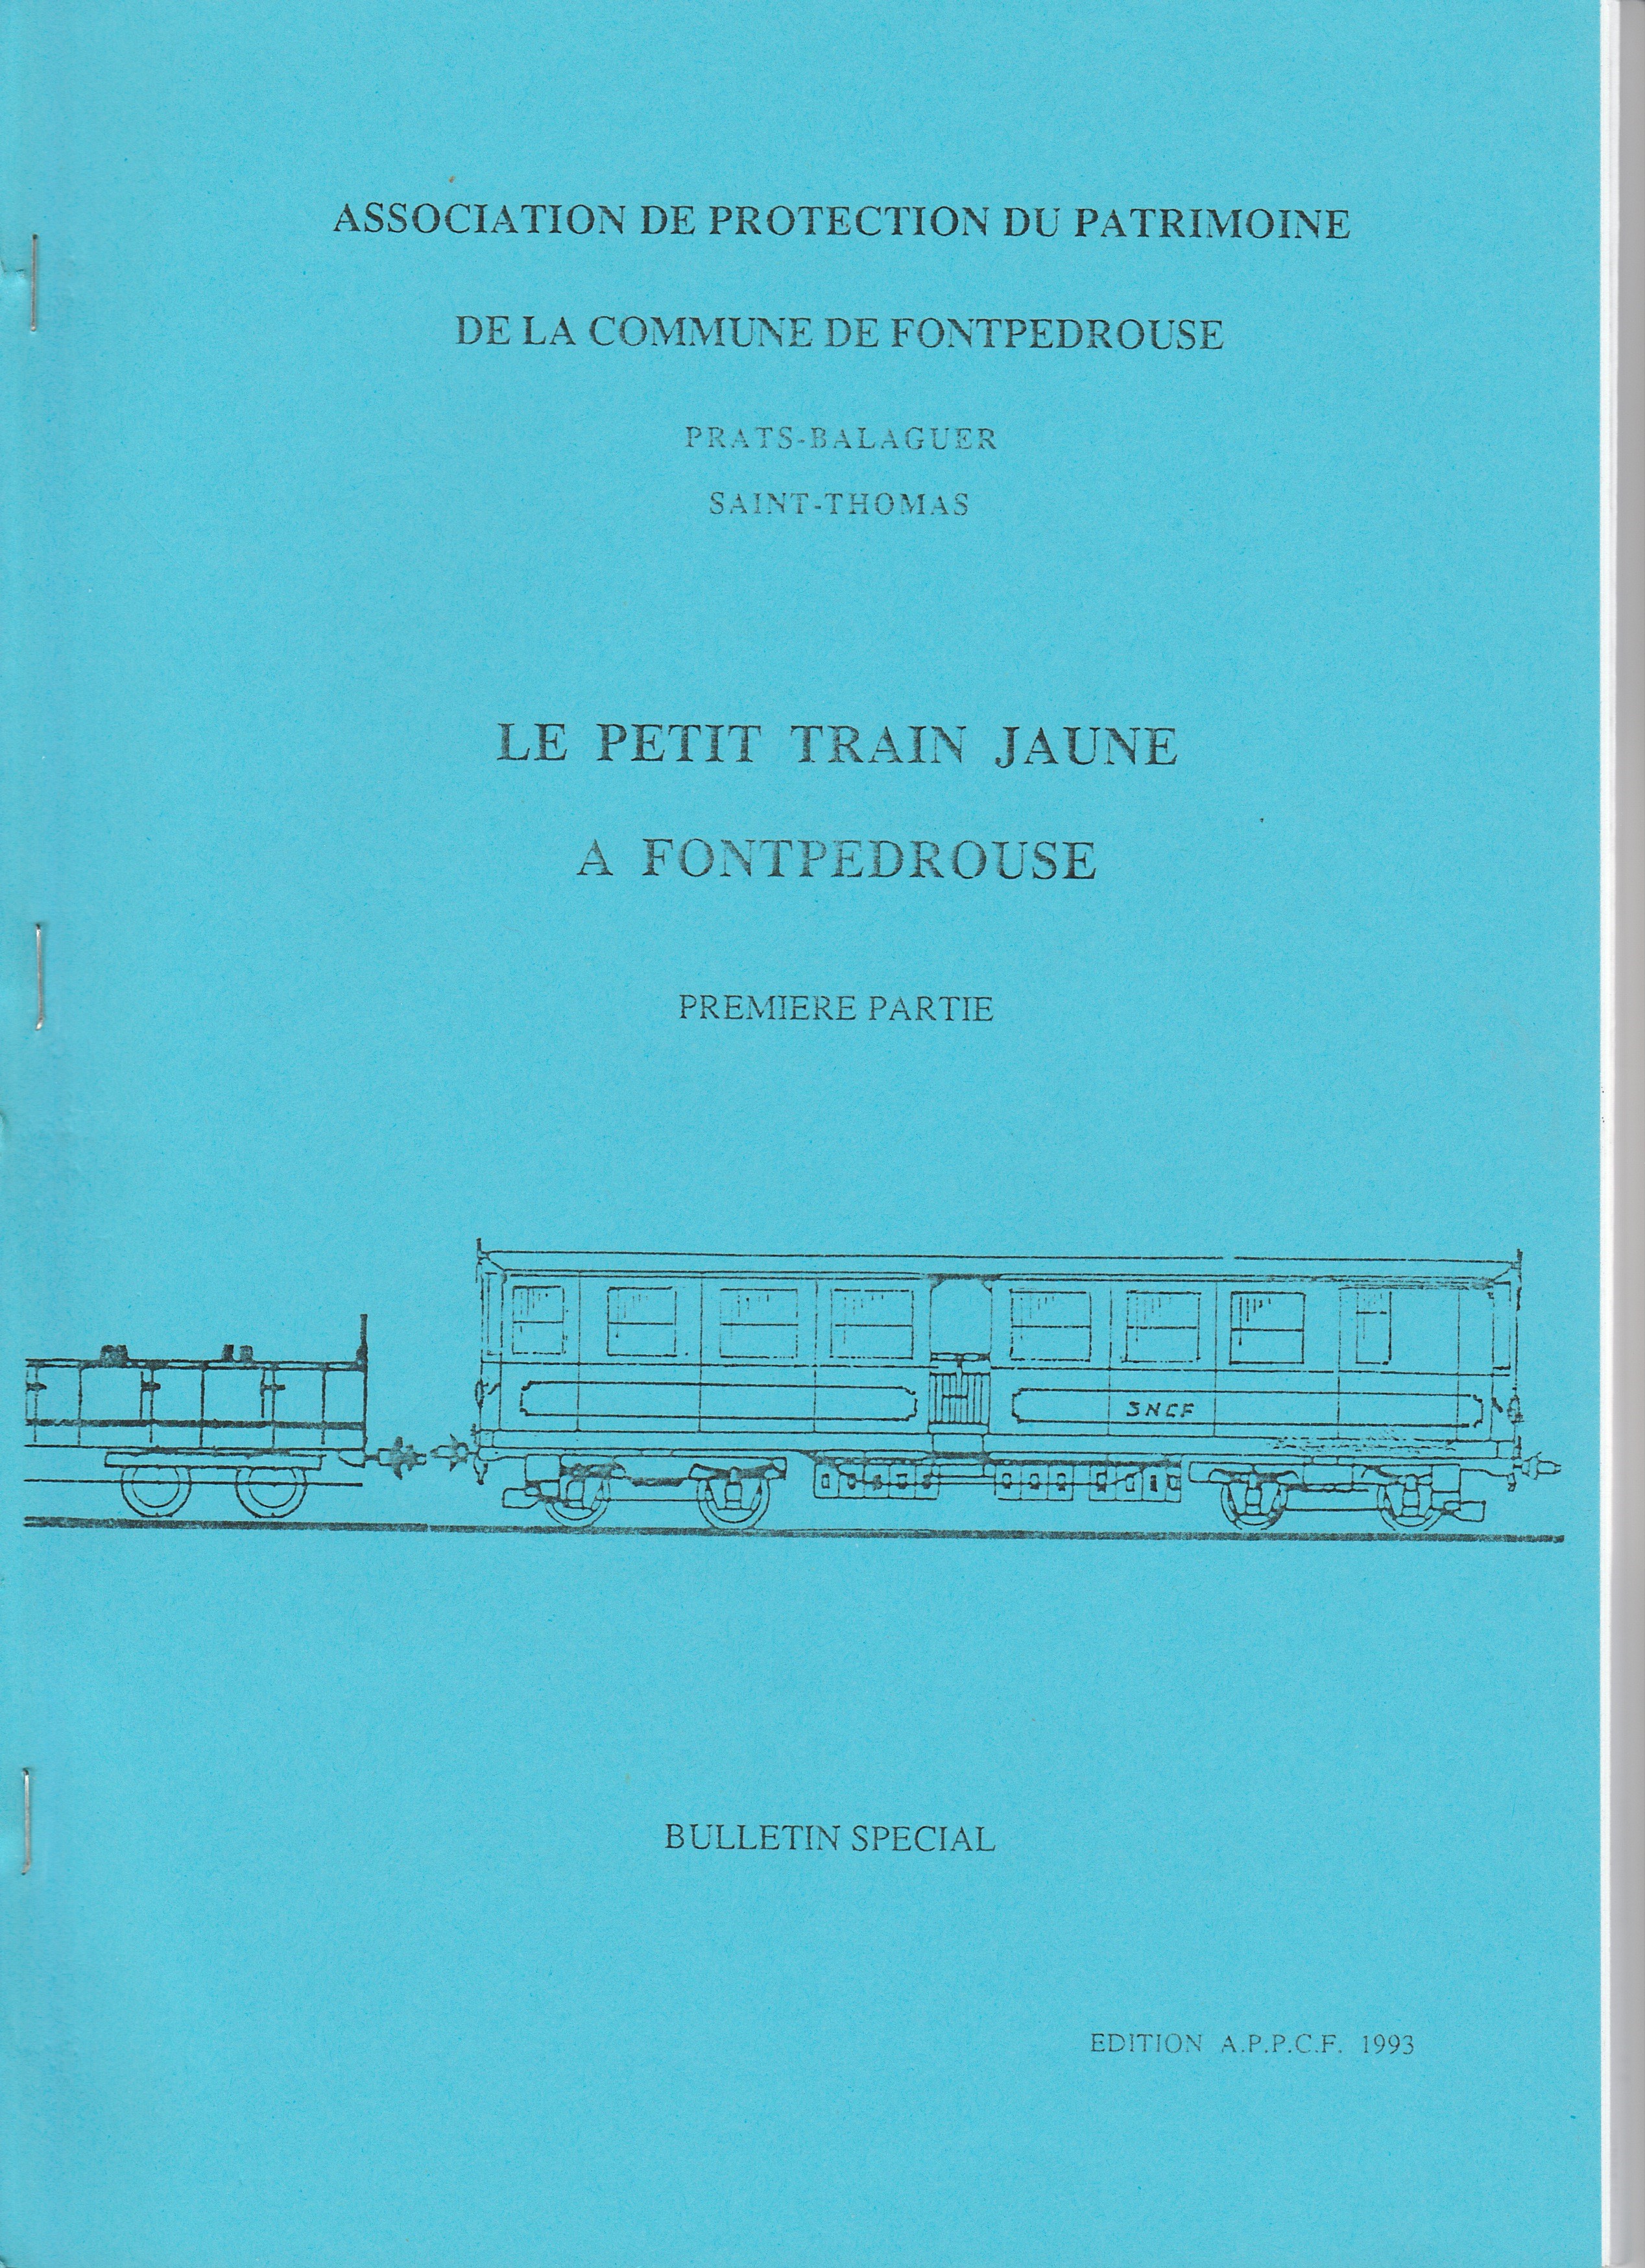 ASSOCIATION DE PROTECTION DU PATRIMOINE
DE LA COMMUNE DE FONTPEDROUSE
PRATS-BALAGUER
SAINT-THOMAS
LE PETIT TRAIN JAUNE
A FONTPEDROUSE
PREMIERE PARTIE
SNCF
BULLETIN SPECIAL
EDITION A.P.P.C.F. 1993